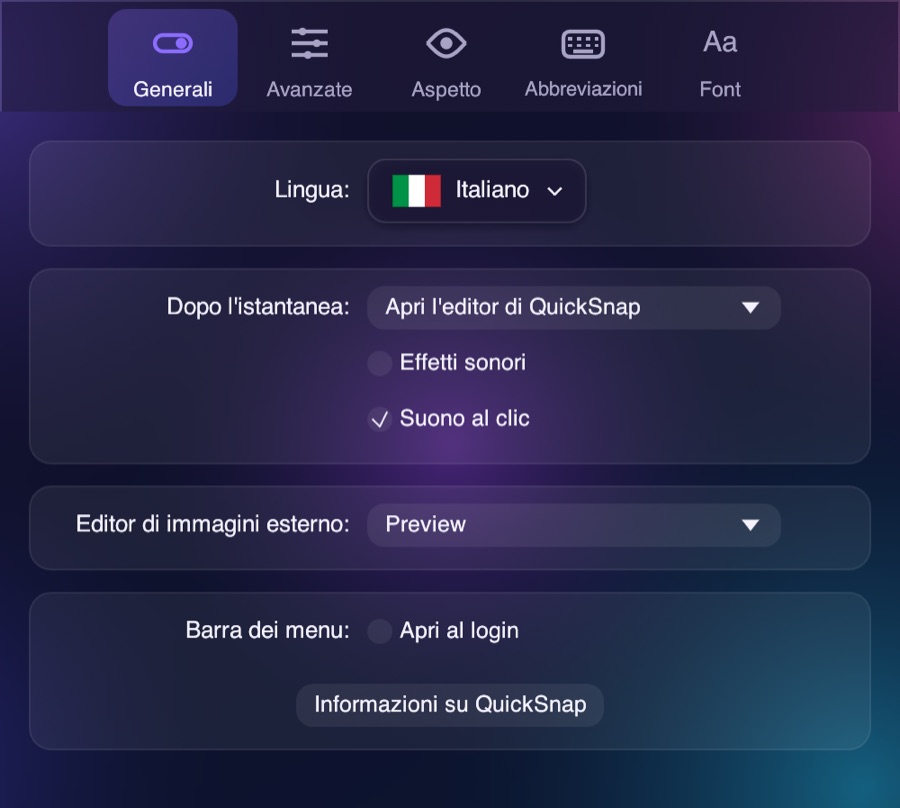 Generali
Avanzate
Aspetto
Abbreviazioni
Aa
Font
Lingua: Italiano
Dopo l'istantanea: Apri l'editor di QuickSnap
Effetti sonori
Suono al clic
Editor di immagini esterno: Preview
Barra dei menu: Apri al login
Informazioni su QuickSnap